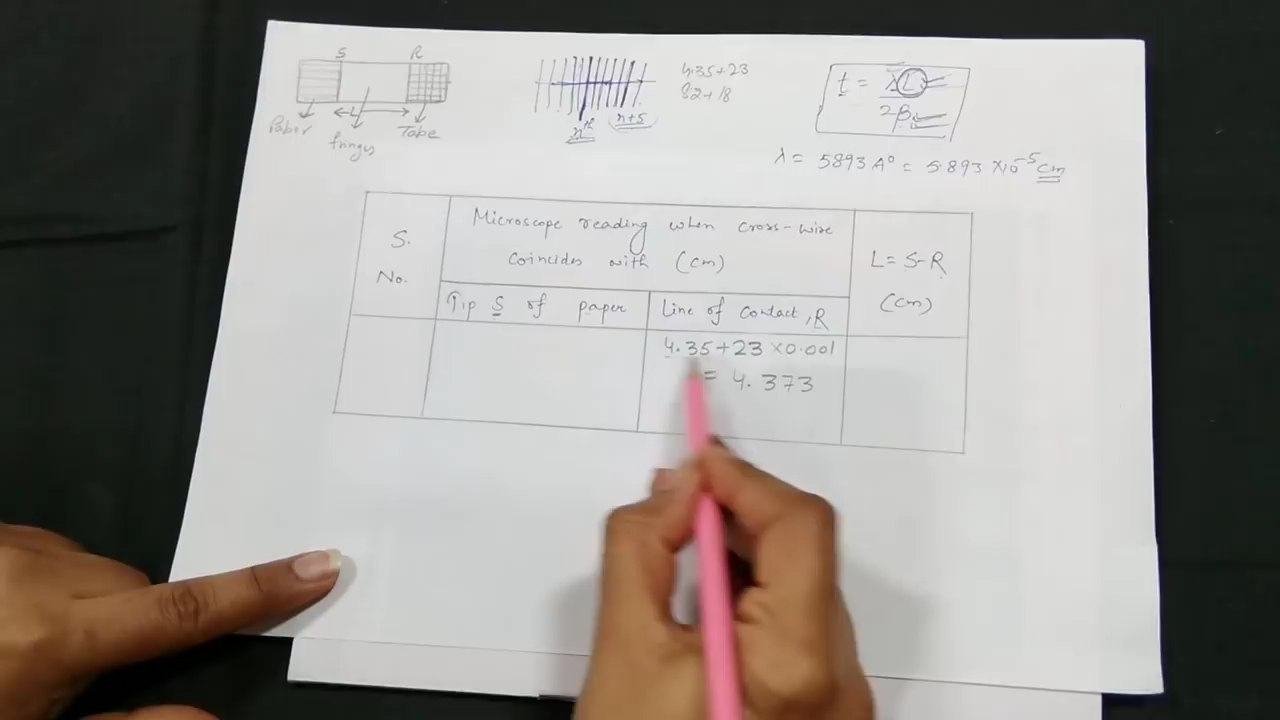 S R
L
Paper
fringes
Tape
nth
n+5
4.35+23
8.2+18
t = λL
2β
λ = 5893 A° = 5.893 ×10⁻⁵ cm
S.
No.
Microscope reading when cross-wire
coincides with (cm)
L = S-R
(cm)
Tip S of paper
Line of contact, R
4.35+23 ×0.001
= 4.373